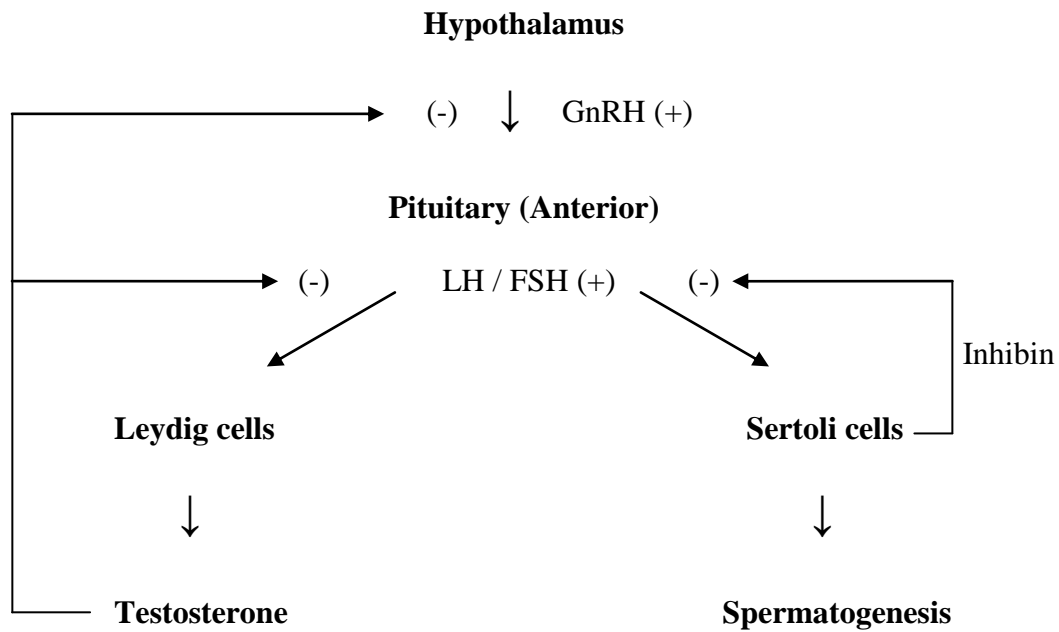 Hypothalamus
(-) ↓ GnRH (+)
Pituitary (Anterior)
(-) LH / FSH (+) (-)
Inhibin
Leydig cells Sertoli cells
↓ ↓
Testosterone Spermatogenesis